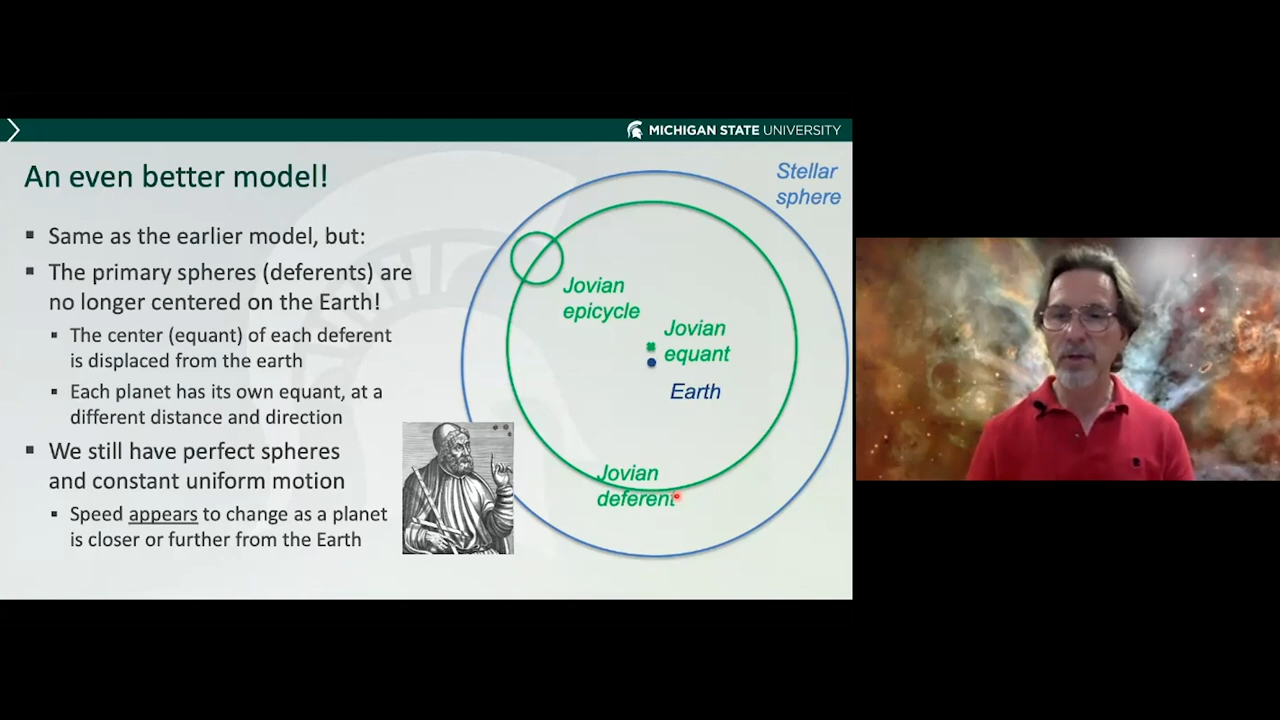 MICHIGAN STATE UNIVERSITY
An even better model!
Same as the earlier model, but:
The primary spheres (deferents) are
no longer centered on the Earth!
The center (equant) of each deferent
is displaced from the earth
Each planet has its own equant, at a
different distance and direction
We still have perfect spheres
and constant uniform motion
Speed appears to change as a planet
is closer or further from the Earth
Stellar
sphere
Jovian
epicycle
Jovian
equant
Earth
Jovian
deferent